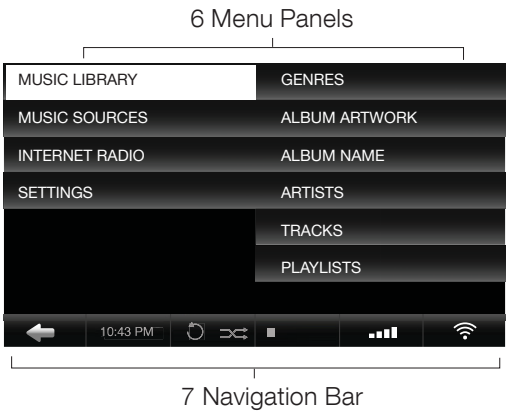 6 Menu Panels
MUSIC LIBRARY
MUSIC SOURCES
INTERNET RADIO
SETTINGS
GENRES
ALBUM ARTWORK
ALBUM NAME
ARTISTS
TRACKS
PLAYLISTS
10:43 PM
7 Navigation Bar